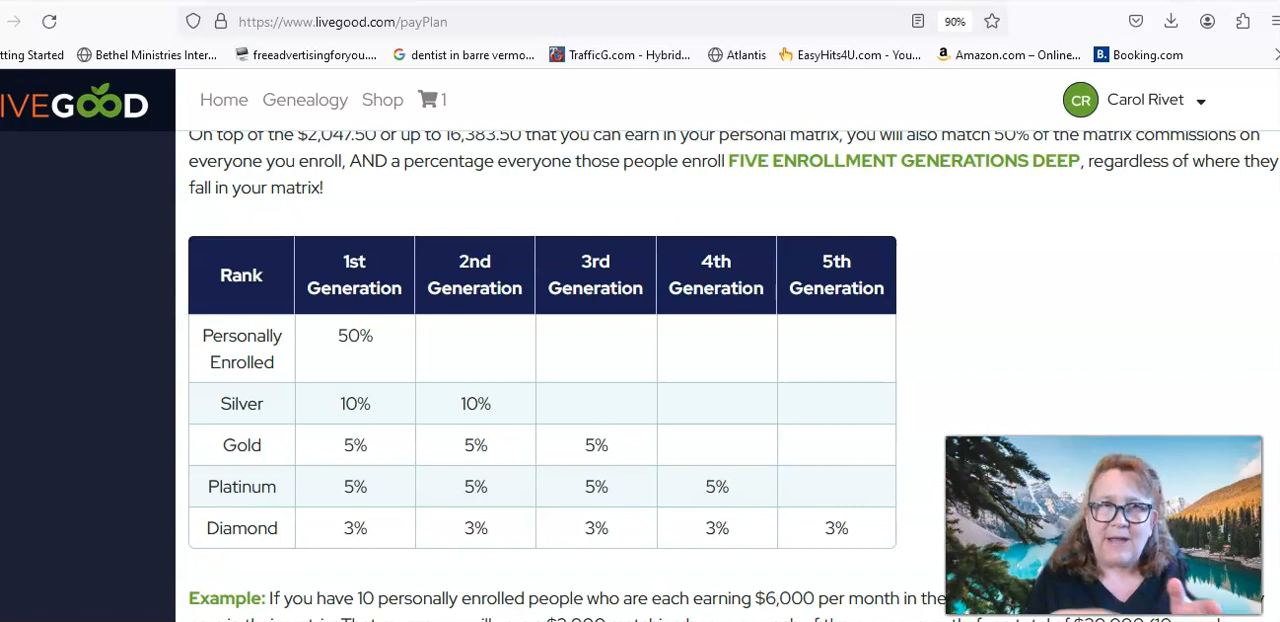 https://www.livegood.com/payPlan
90%
tting Started
Bethel Ministries Inter...
freeadvertisingforyou....
dentist in barre vermo...
TrafficG.com - Hybrid...
Atlantis
EasyHits4U.com - You...
Amazon.com – Online...
B.
Booking.com
IVEGOOD
Home
Genealogy
Shop
1
CR
Carol Rivet
On top of the $2,047.50 or up to 16,383.50 that you can earn in your personal matrix, you will also match 50% of the matrix commissions on
everyone you enroll, AND a percentage everyone those people enroll FIVE ENROLLMENT GENERATIONS DEEP, regardless of where they
fall in your matrix!
Rank
1st Generation
2nd Generation
3rd Generation
4th Generation
5th Generation
Personally Enrolled
50%
Silver
10%
10%
Gold
5%
5%
5%
Platinum
5%
5%
5%
5%
Diamond
3%
3%
3%
3%
3%
Example: If you have 10 personally enrolled people who are each earning $6,000 per month in the